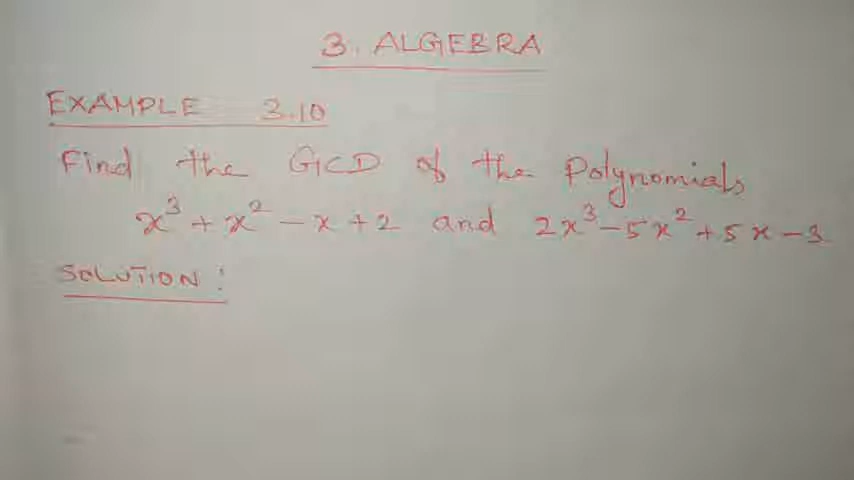 3. ALGEBRA
EXAMPLE 3.10
Find the GCD of the Polynomials
x³ + x² - x + 2 and 2x³ - 5x² + 5x - 3
SOLUTION :